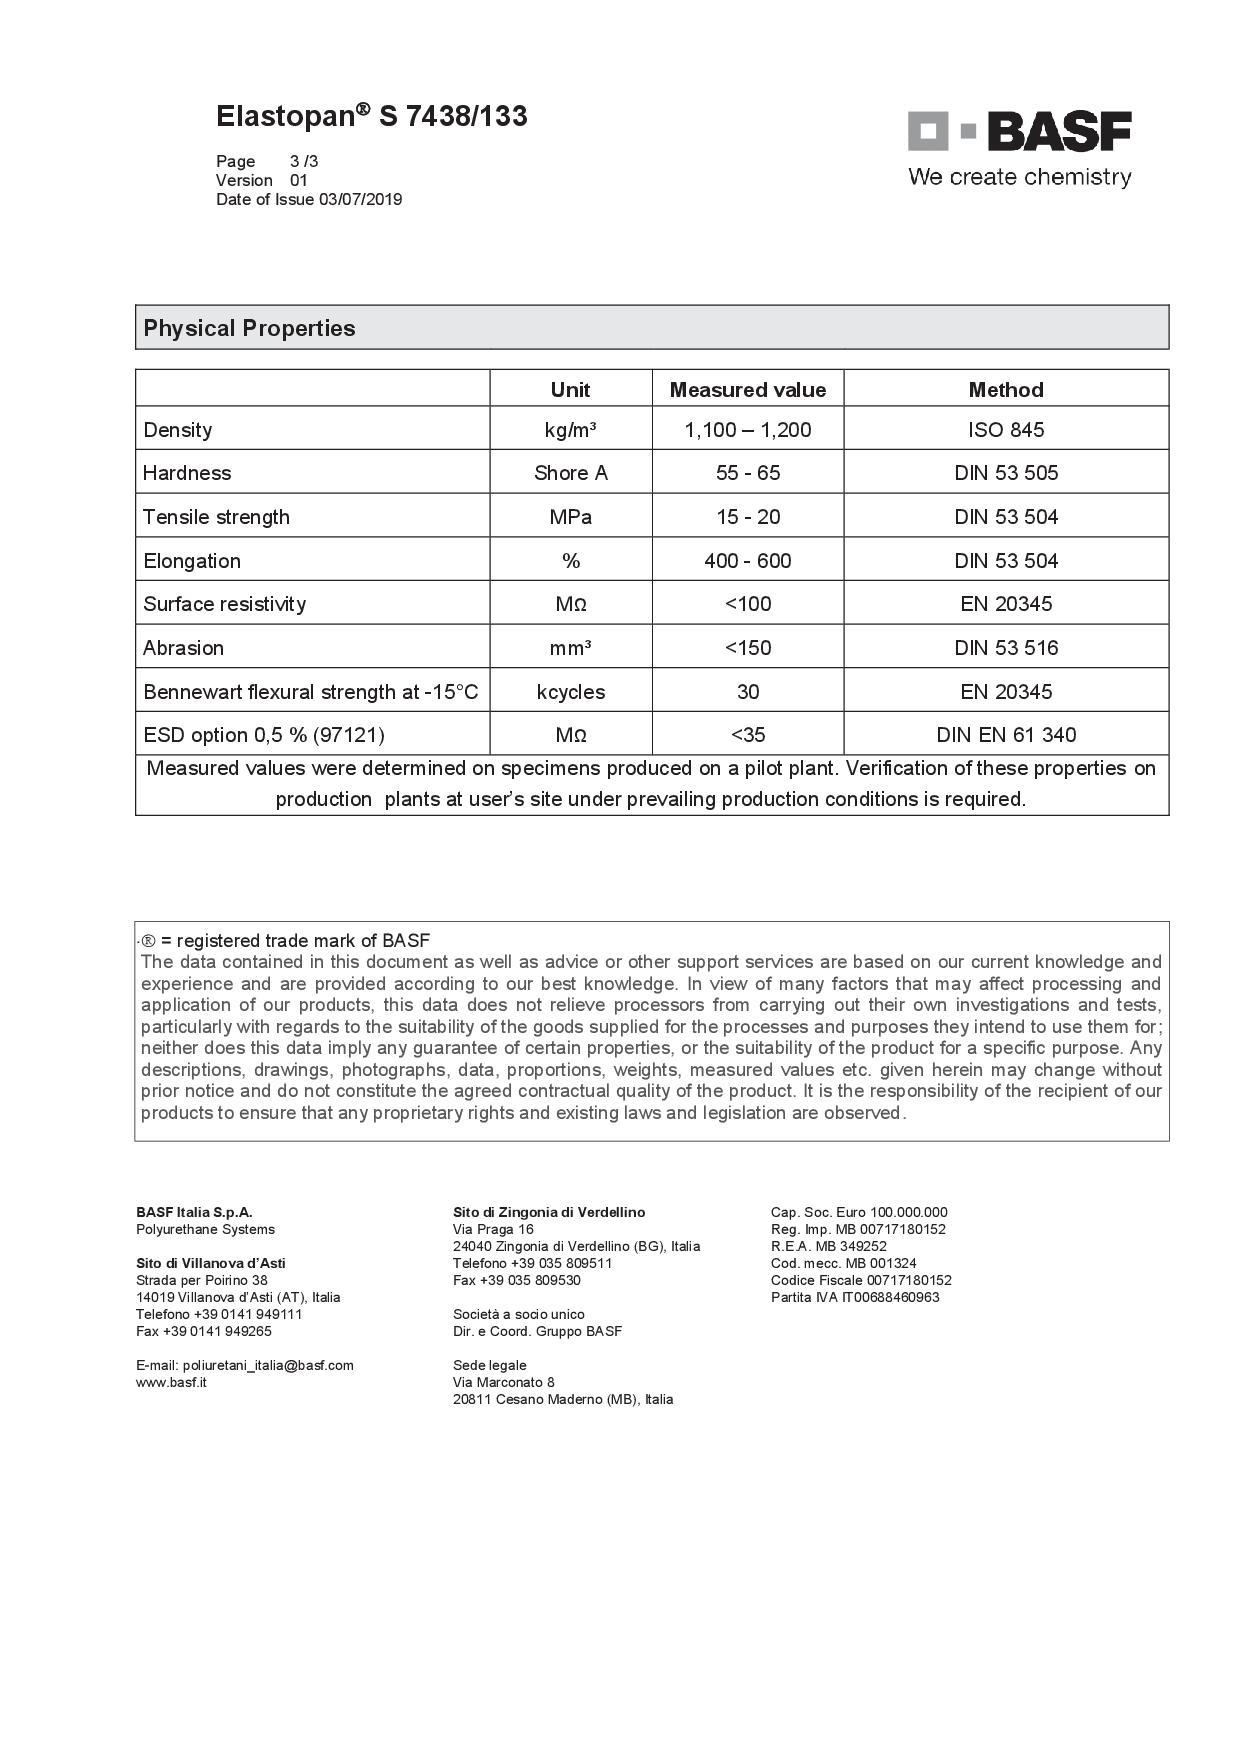 Elastopan® S 7438/133
Page 3 /3
Version 01
Date of Issue 03/07/2019
BASF
We create chemistry
Physical Properties
Unit Measured value Method
Density kg/m³ 1,100 – 1,200 ISO 845
Hardness Shore A 55 - 65 DIN 53 505
Tensile strength MPa 15 - 20 DIN 53 504
Elongation % 400 - 600 DIN 53 504
Surface resistivity MΩ <100 EN 20345
Abrasion mm³ <150 DIN 53 516
Bennewart flexural strength at -15°C kcycles 30 EN 20345
ESD option 0,5 % (97121) MΩ <35 DIN EN 61 340
Measured values were determined on specimens produced on a pilot plant. Verification of these properties on
production plants at user's site under prevailing production conditions is required.
·® = registered trade mark of BASF
The data contained in this document as well as advice or other support services are based on our current knowledge and
experience and are provided according to our best knowledge. In view of many factors that may affect processing and
application of our products, this data does not relieve processors from carrying out their own investigations and tests,
particularly with regards to the suitability of the goods supplied for the processes and purposes they intend to use them for;
neither does this data imply any guarantee of certain properties, or the suitability of the product for a specific purpose. Any
descriptions, drawings, photographs, data, proportions, weights, measured values etc. given herein may change without
prior notice and do not constitute the agreed contractual quality of the product. It is the responsibility of the recipient of our
products to ensure that any proprietary rights and existing laws and legislation are observed.
BASF Italia S.p.A.
Polyurethane Systems
Sito di Villanova d'Asti
Strada per Poirino 38
14019 Villanova d'Asti (AT), Italia
Telefono +39 0141 949111
Fax +39 0141 949265
E-mail: poliuretani_italia@basf.com
www.basf.it
Sito di Zingonia di Verdellino
Via Praga 16
24040 Zingonia di Verdellino (BG), Italia
Telefono +39 035 809511
Fax +39 035 809530
Società a socio unico
Dir. e Coord. Gruppo BASF
Sede legale
Via Marconato 8
20811 Cesano Maderno (MB), Italia
Cap. Soc. Euro 100.000.000
Reg. Imp. MB 00717180152
R.E.A. MB 349252
Cod. mecc. MB 001324
Codice Fiscale 00717180152
Partita IVA IT00688460963